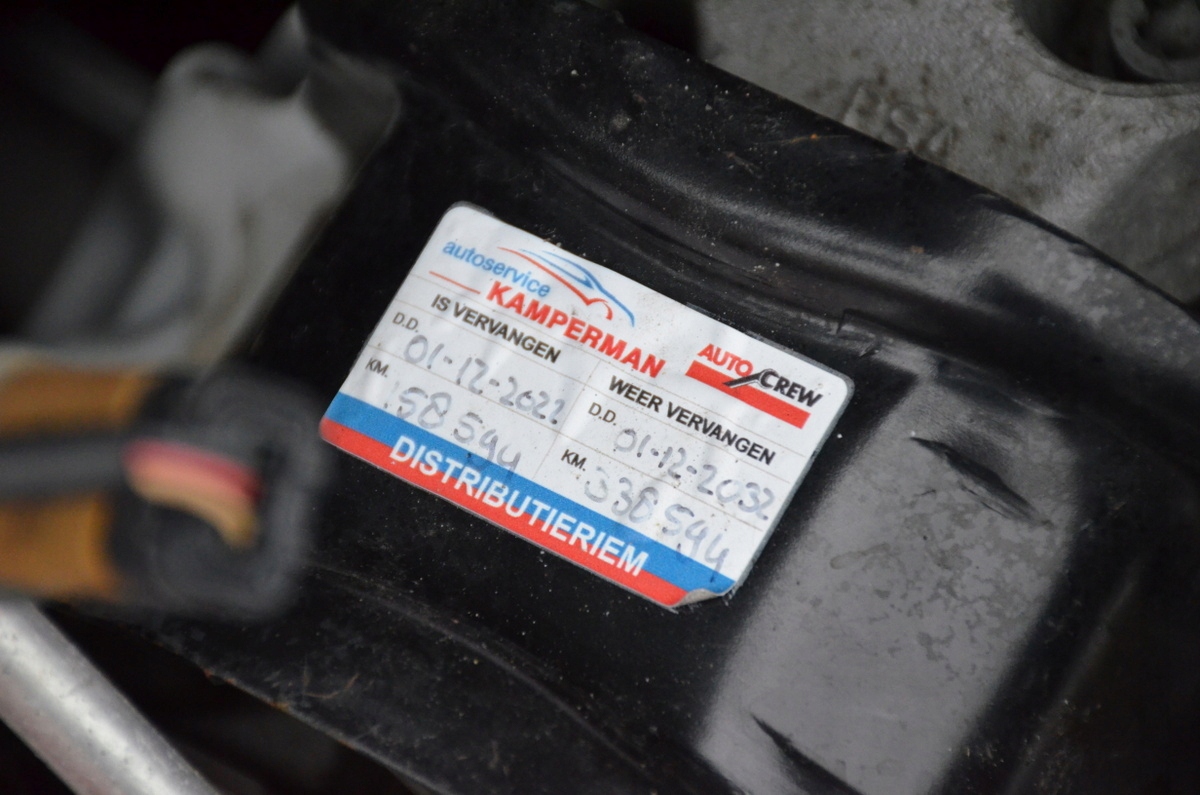 autoservice
KAMPERMAN
AUTO CREW
IS VERVANGEN
D.D. 01-12-2022
KM. 158 594
WEER VERVANGEN
D.D. 01-12-2032
KM. 338 594
DISTRIBUTIERIEM